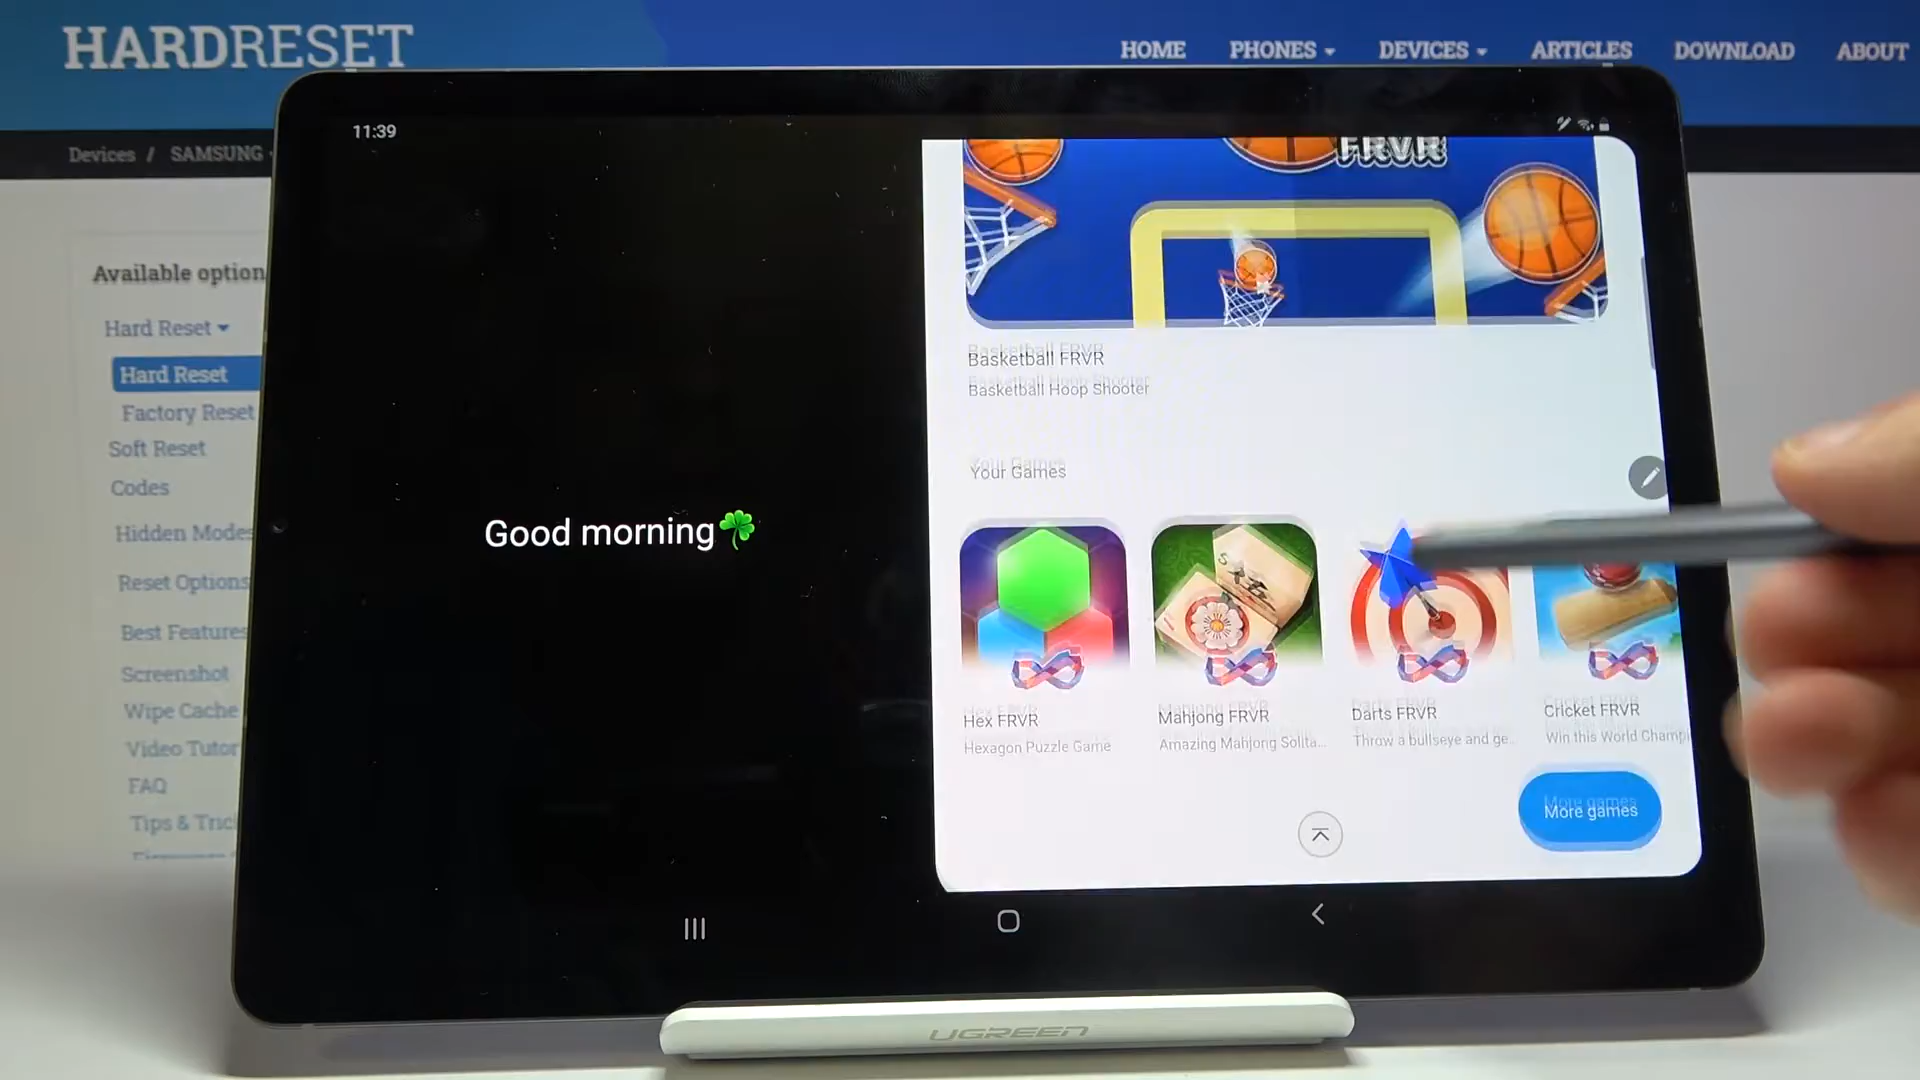 HARDRESET
HOME PHONES DEVICES ARTICLES DOWNLOAD ABOUT
Devices / SAMSUNG
Available option
Hard Reset
Hard Reset
Factory Reset
Soft Reset
Codes
Hidden Modes
Reset Options
Best Features
Screenshot
Wipe Cache
Video Tutor
FAQ
Tips & Tric
11:39
Good morning
FRVR
Basketball FRVR
Basketball Hoop Shooter
Your Games
Hex FRVR
Hexagon Puzzle Game
Mahjong FRVR
Amazing Mahjong Solita...
Darts FRVR
Throw a bullseye and ge..
Cricket FRVR
Win this World Champi
More games
UGREEN